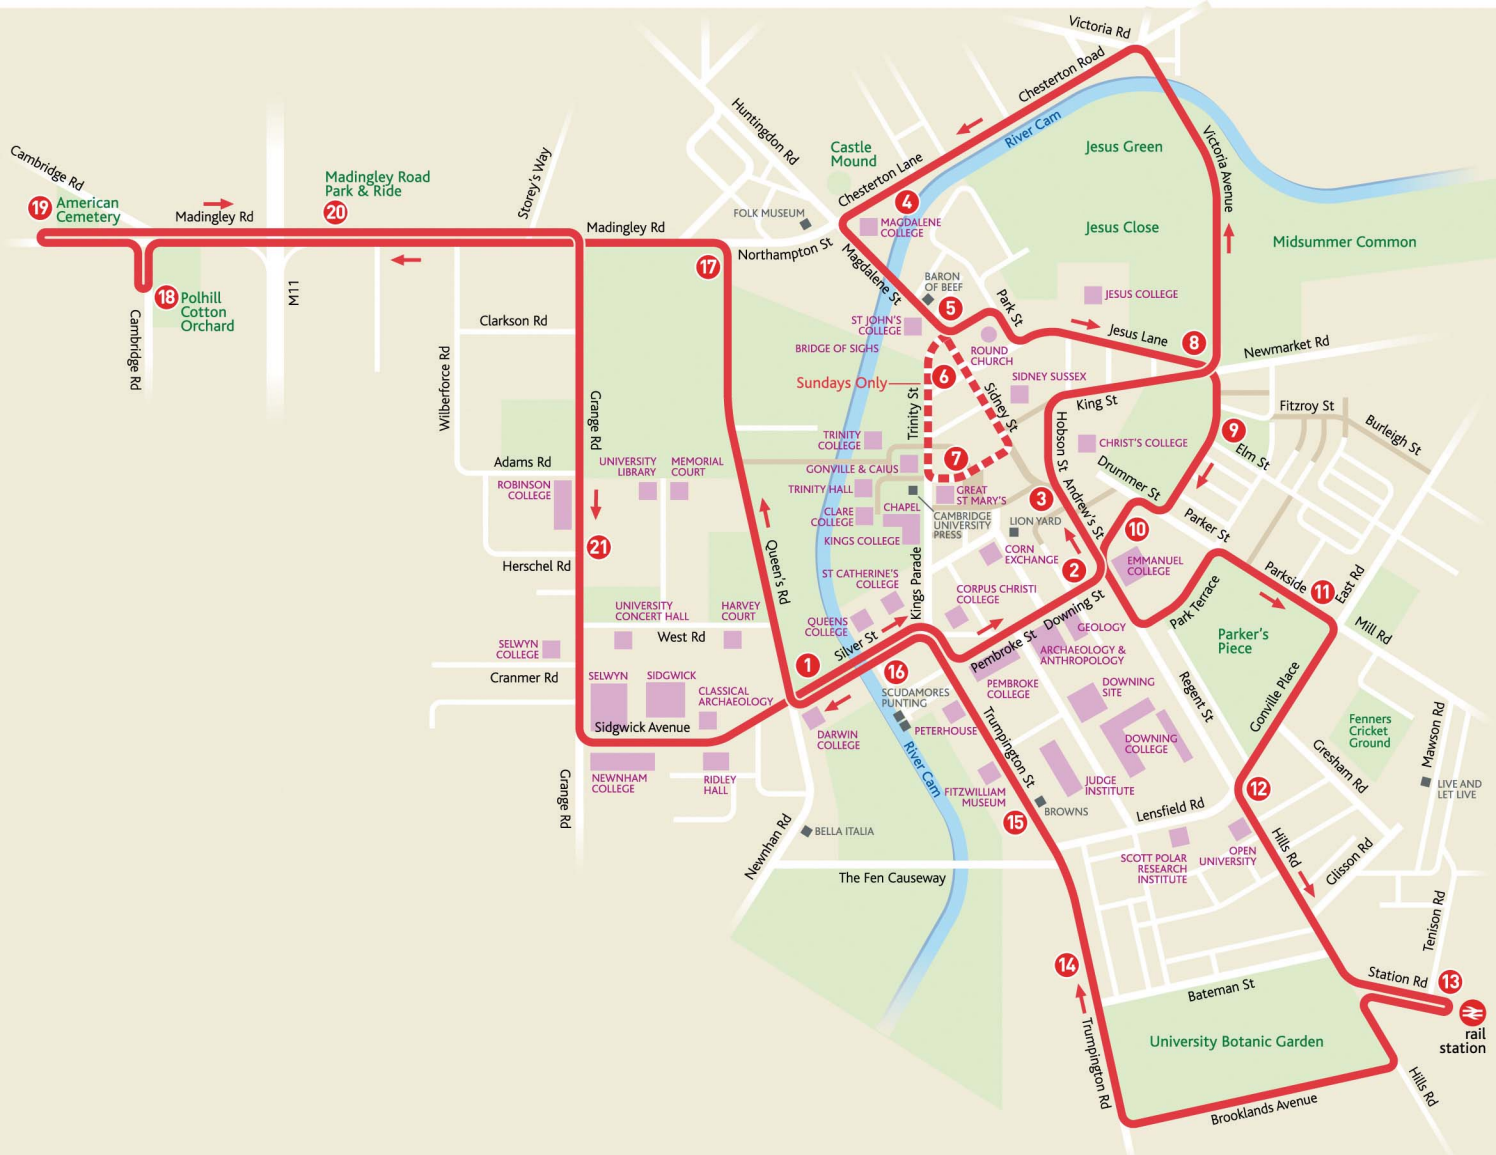 Victoria Rd
Chesterton Road
River Cam
Huntingdon Rd
Castle
Mound
Jesus Green
Victoria Avenue
Cambridge Rd
Storey's Way
Chesterton Lane
Madingley Road
Park & Ride
19
American
Cemetery
Madingley Rd
20
Madingley Rd
FOLK MUSEUM
4
MAGDALENE
COLLEGE
Jesus Close
Midsummer Common
Northampton St
17
Magdalene St
BARON
OF BEEF
5
Park St
JESUS COLLEGE
18
Polhill
Cotton
Orchard
M11
Cambridge Rd
Clarkson Rd
Wilberforce Rd
ST JOHN'S
COLLEGE
BRIDGE OF SIGHS
ROUND
CHURCH
Jesus Lane
8
Newmarket Rd
Sundays Only
6
SIDNEY SUSSEX
Sidney St
Trinity St
King St
Hobson St
Fitzroy St
Burleigh St
Grange Rd
TRINITY
COLLEGE
CHRIST'S COLLEGE
9
Elm St
Adams Rd
UNIVERSITY
LIBRARY
MEMORIAL
COURT
GONVILLE & CAIUS
7
Drummer St
ROBINSON
COLLEGE
TRINITY HALL
GREAT
ST MARY'S
3
Andrew's St
CLARE
COLLEGE
CHAPEL
CAMBRIDGE
UNIVERSITY
PRESS
LION YARD
10
Parker St
KINGS COLLEGE
21
Herschel Rd
Queen's Rd
CORN
EXCHANGE
2
EMMANUEL
COLLEGE
Kings Parade
ST CATHERINE'S
COLLEGE
CORPUS CHRISTI
COLLEGE
Downing St
Park Terrace
Parkside
11
East Rd
UNIVERSITY
CONCERT HALL
HARVEY
COURT
QUEENS
COLLEGE
GEOLOGY
Mill Rd
West Rd
Silver St
Pembroke St
ARCHAEOLOGY &
ANTHROPOLOGY
Parker's
Piece
SELWYN
COLLEGE
1
16
Cranmer Rd
SELWYN
SIDGWICK
CLASSICAL
ARCHAEOLOGY
SCUDAMORES
PUNTING
PEMBROKE
COLLEGE
DOWNING
SITE
Regent St
Gonville Place
Sidgwick Avenue
DARWIN
COLLEGE
PETERHOUSE
Trumpington St
DOWNING
COLLEGE
Fenners
Cricket
Ground
Mawson Rd
Gresham Rd
NEWNHAM
COLLEGE
RIDLEY
HALL
River Cam
FITZWILLIAM
MUSEUM
JUDGE
INSTITUTE
12
LIVE AND
LET LIVE
Grange Rd
15
BROWNS
Lensfield Rd
BELLA ITALIA
Newnhan Rd
SCOTT POLAR
RESEARCH
INSTITUTE
OPEN
UNIVERSITY
Hills Rd
Glisson Rd
The Fen Causeway
Tenison Rd
14
Bateman St
Station Rd
13
rail
station
University Botanic Garden
Trumpington Rd
Brooklands Avenue
Hills Rd